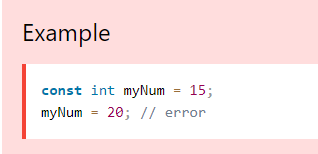 Example
const int myNum = 15;
myNum = 20; // error